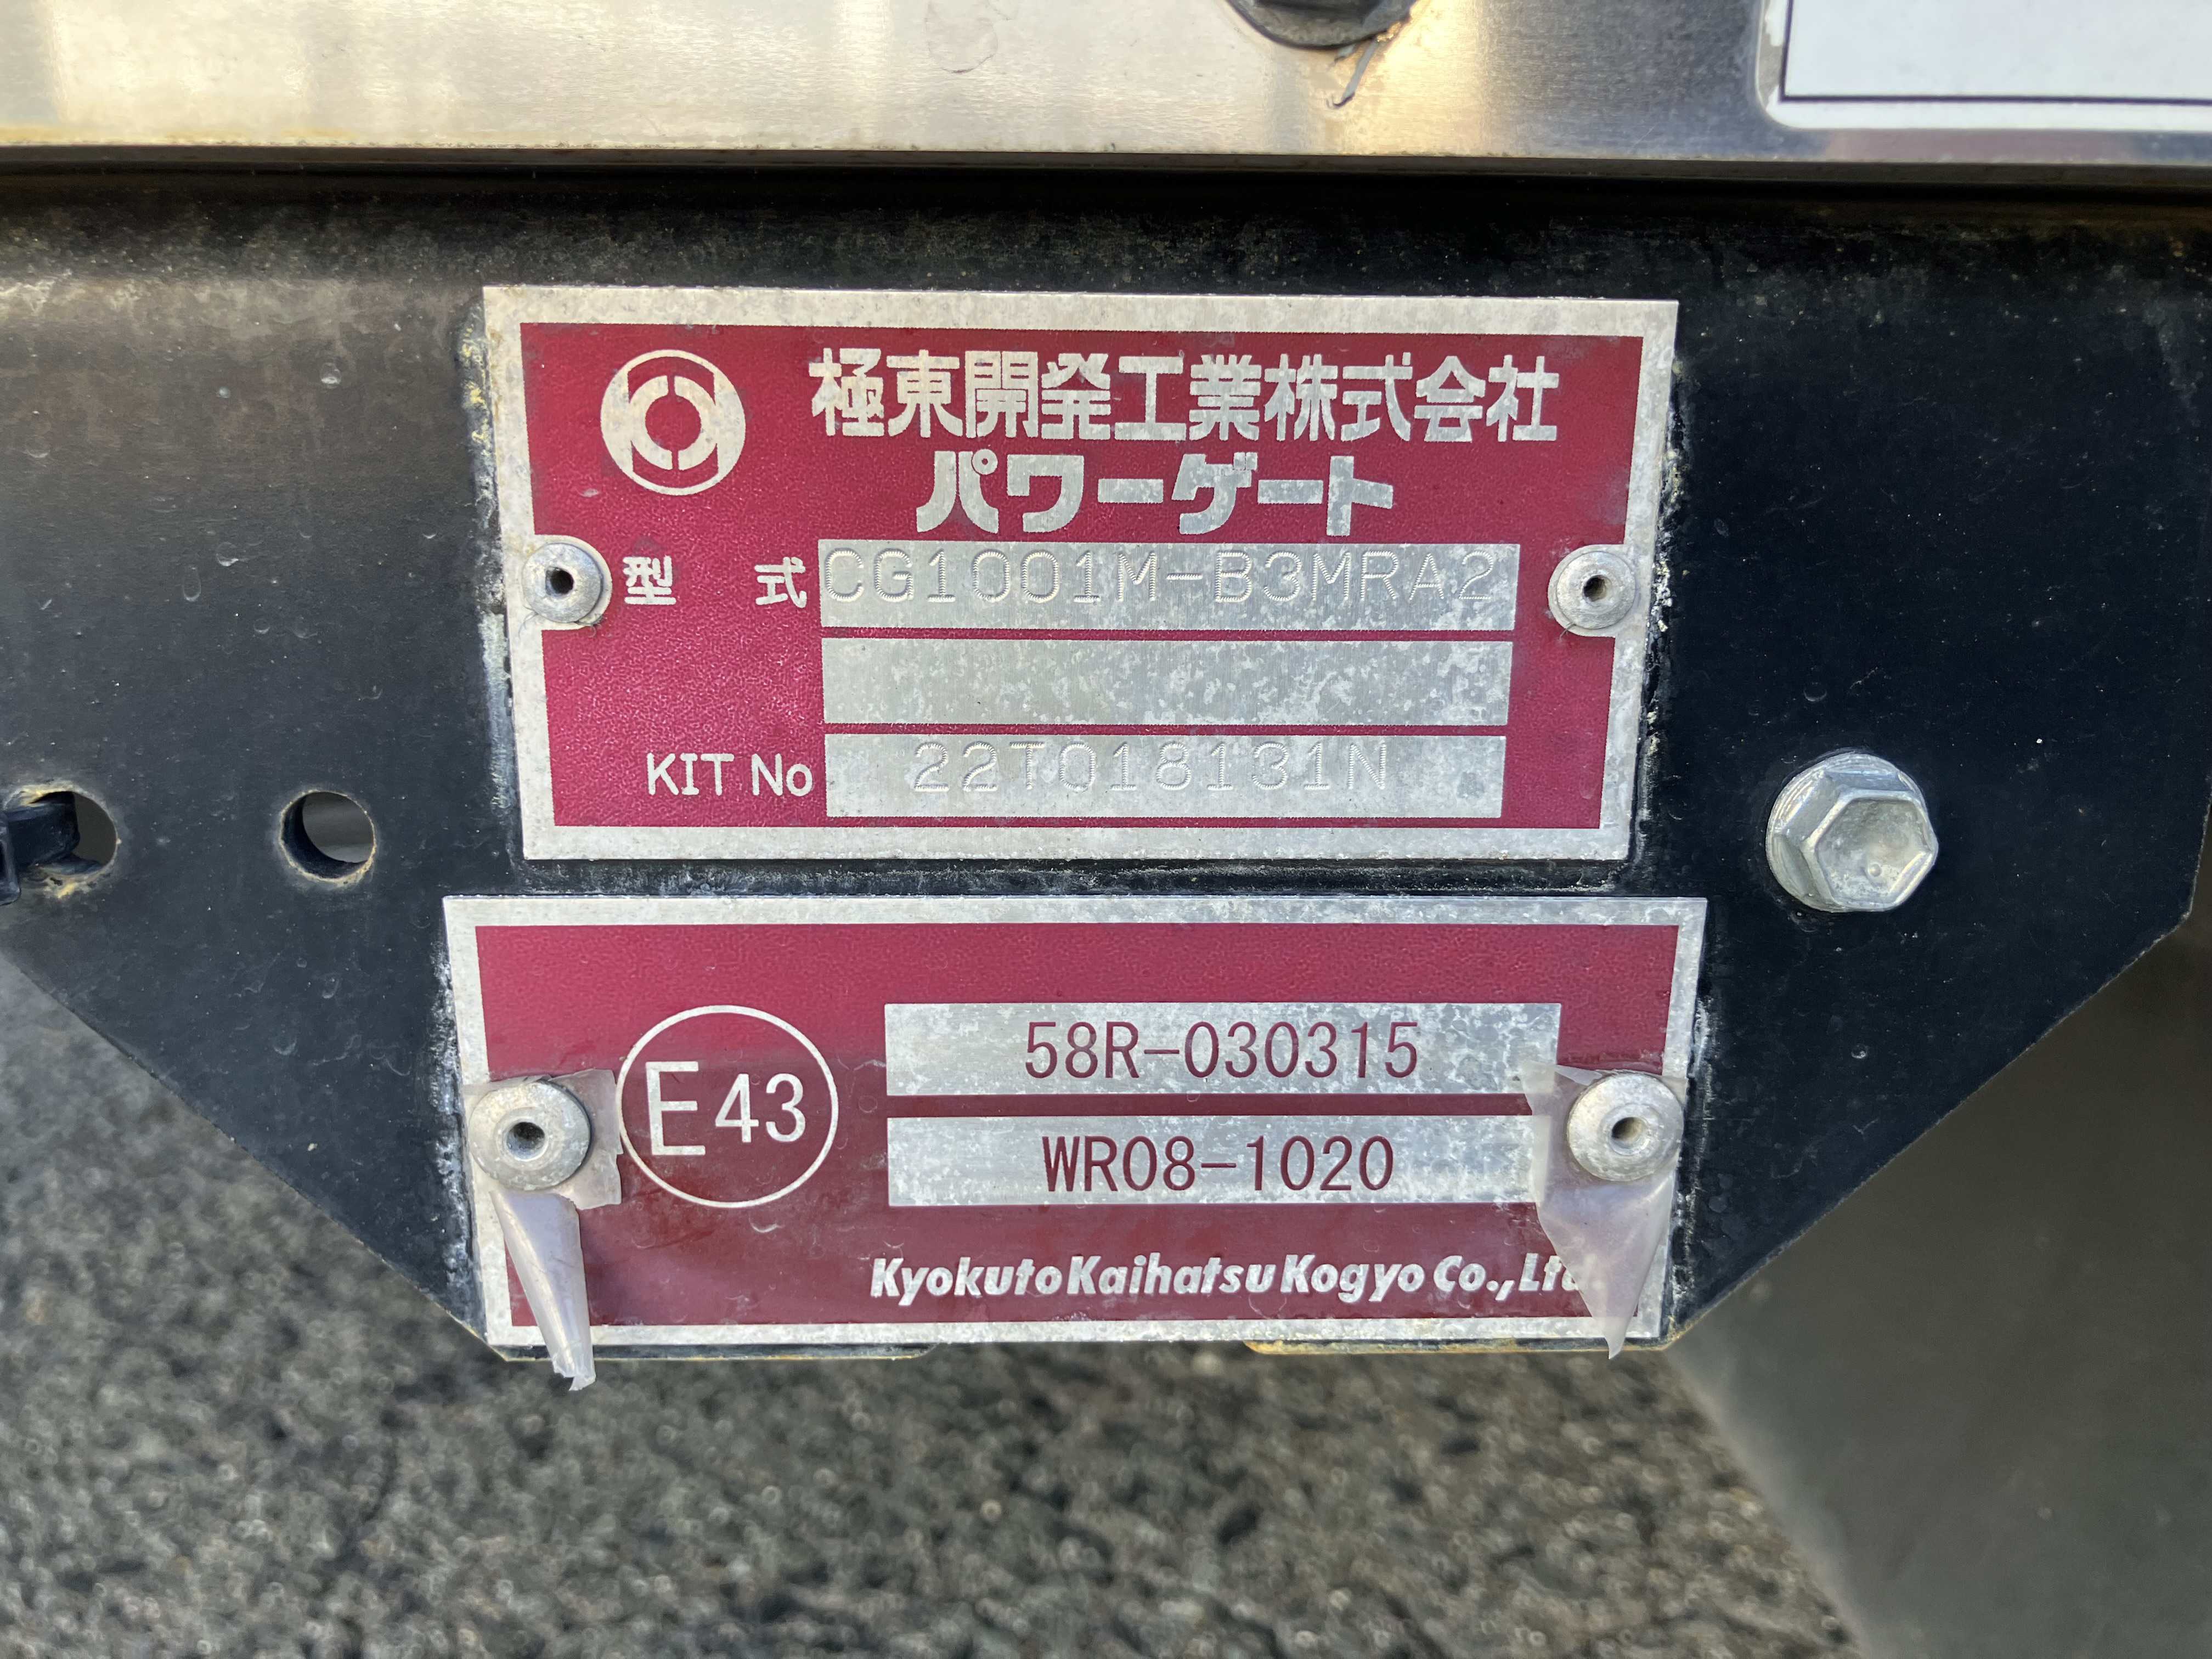 極東開発工業株式会社
パワーゲート
型 式 CG1001M-B3MRA2
KIT No 22T018131N
E43
58R-030315
WR08-1020
Kyokuto Kaihatsu Kogyo Co., Ltd.